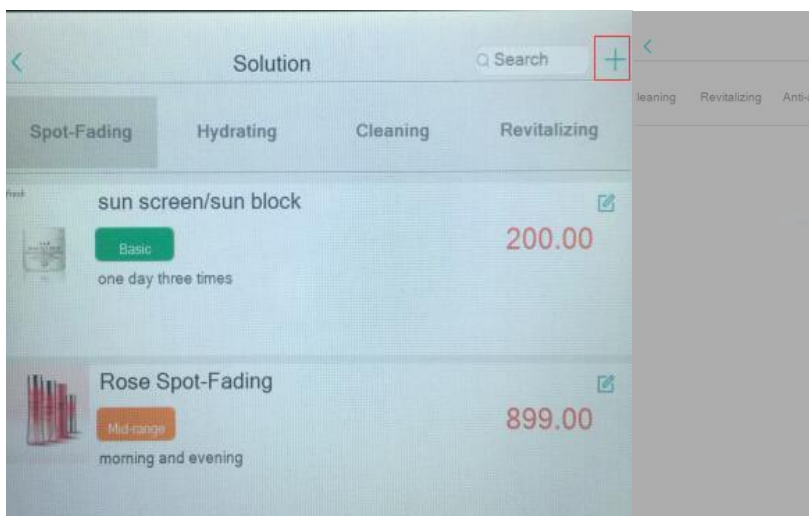 Solution
Search
Spot-Fading Hydrating Cleaning Revitalizing
sun screen/sun block
Basic
200.00
one day three times
Rose Spot-Fading
Mid-range
899.00
morning and evening
leaning Revitalizing Anti-